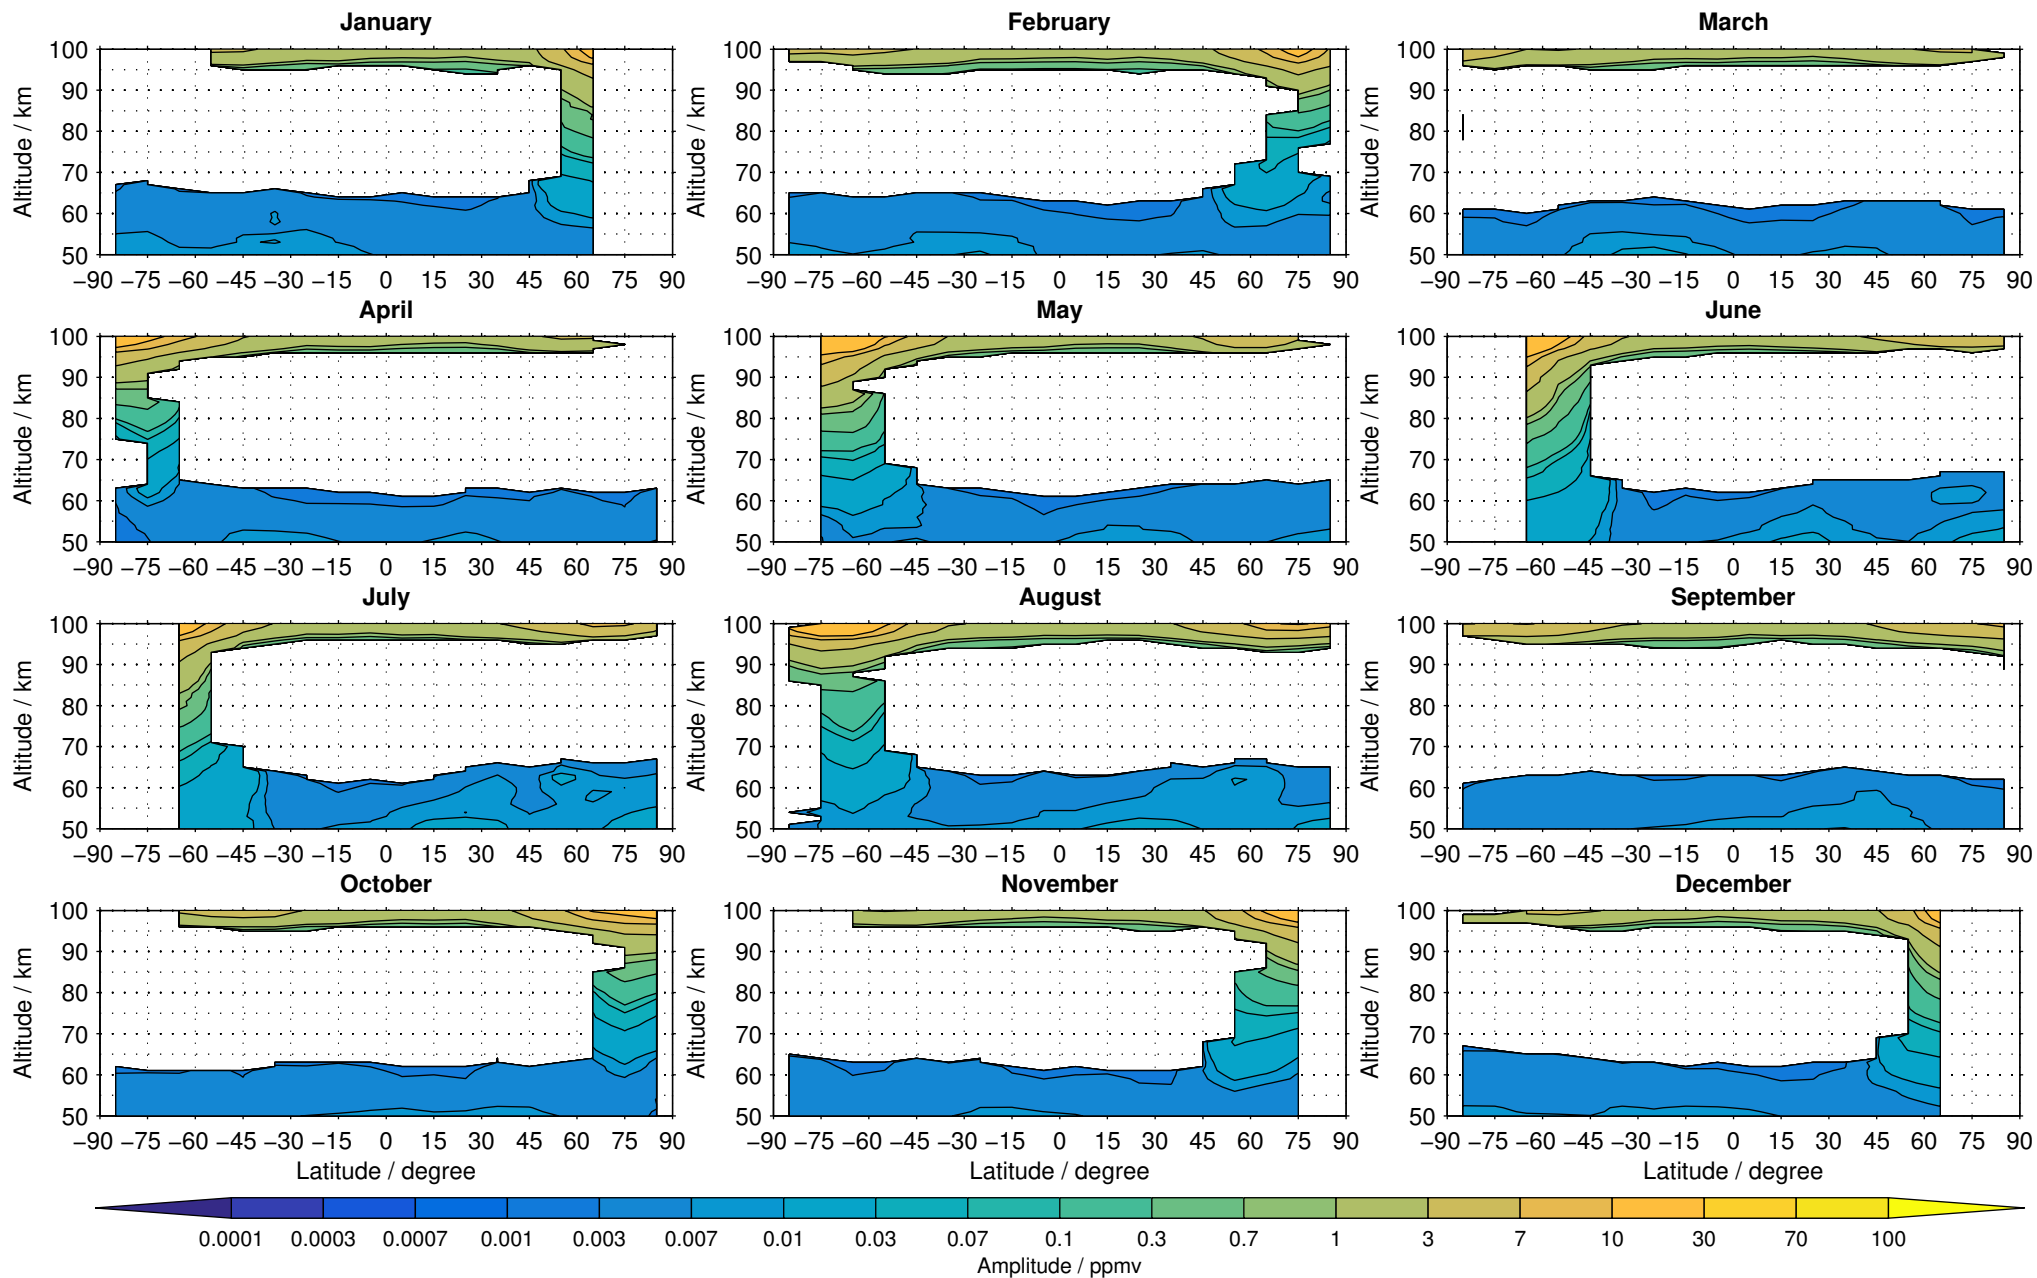 January February March
100 100 100
90 90 90
80 80 80
70 70 70
60 60 60
50 50 50
Altitude / km Altitude / km Altitude / km
−90 −75 −60 −45 −30 −15 0 15 30 45 60 75 90 −90 −75 −60 −45 −30 −15 0 15 30 45 60 75 90 −90 −75 −60 −45 −30 −15 0 15 30 45 60 75 90
April May June
100 100 100
90 90 90
80 80 80
70 70 70
60 60 60
50 50 50
Altitude / km Altitude / km Altitude / km
−90 −75 −60 −45 −30 −15 0 15 30 45 60 75 90 −90 −75 −60 −45 −30 −15 0 15 30 45 60 75 90 −90 −75 −60 −45 −30 −15 0 15 30 45 60 75 90
July August September
100 100 100
90 90 90
80 80 80
70 70 70
60 60 60
50 50 50
Altitude / km Altitude / km Altitude / km
−90 −75 −60 −45 −30 −15 0 15 30 45 60 75 90 −90 −75 −60 −45 −30 −15 0 15 30 45 60 75 90 −90 −75 −60 −45 −30 −15 0 15 30 45 60 75 90
October November December
100 100 100
90 90 90
80 80 80
70 70 70
60 60 60
50 50 50
Altitude / km Altitude / km Altitude / km
−90 −75 −60 −45 −30 −15 0 15 30 45 60 75 90 −90 −75 −60 −45 −30 −15 0 15 30 45 60 75 90 −90 −75 −60 −45 −30 −15 0 15 30 45 60 75 90
Latitude / degree Latitude / degree Latitude / degree
0.0001 0.0003 0.0007 0.001 0.003 0.007 0.01 0.03 0.07 0.1 0.3 0.7 1 3 7 10 30 70 100
Amplitude / ppmv